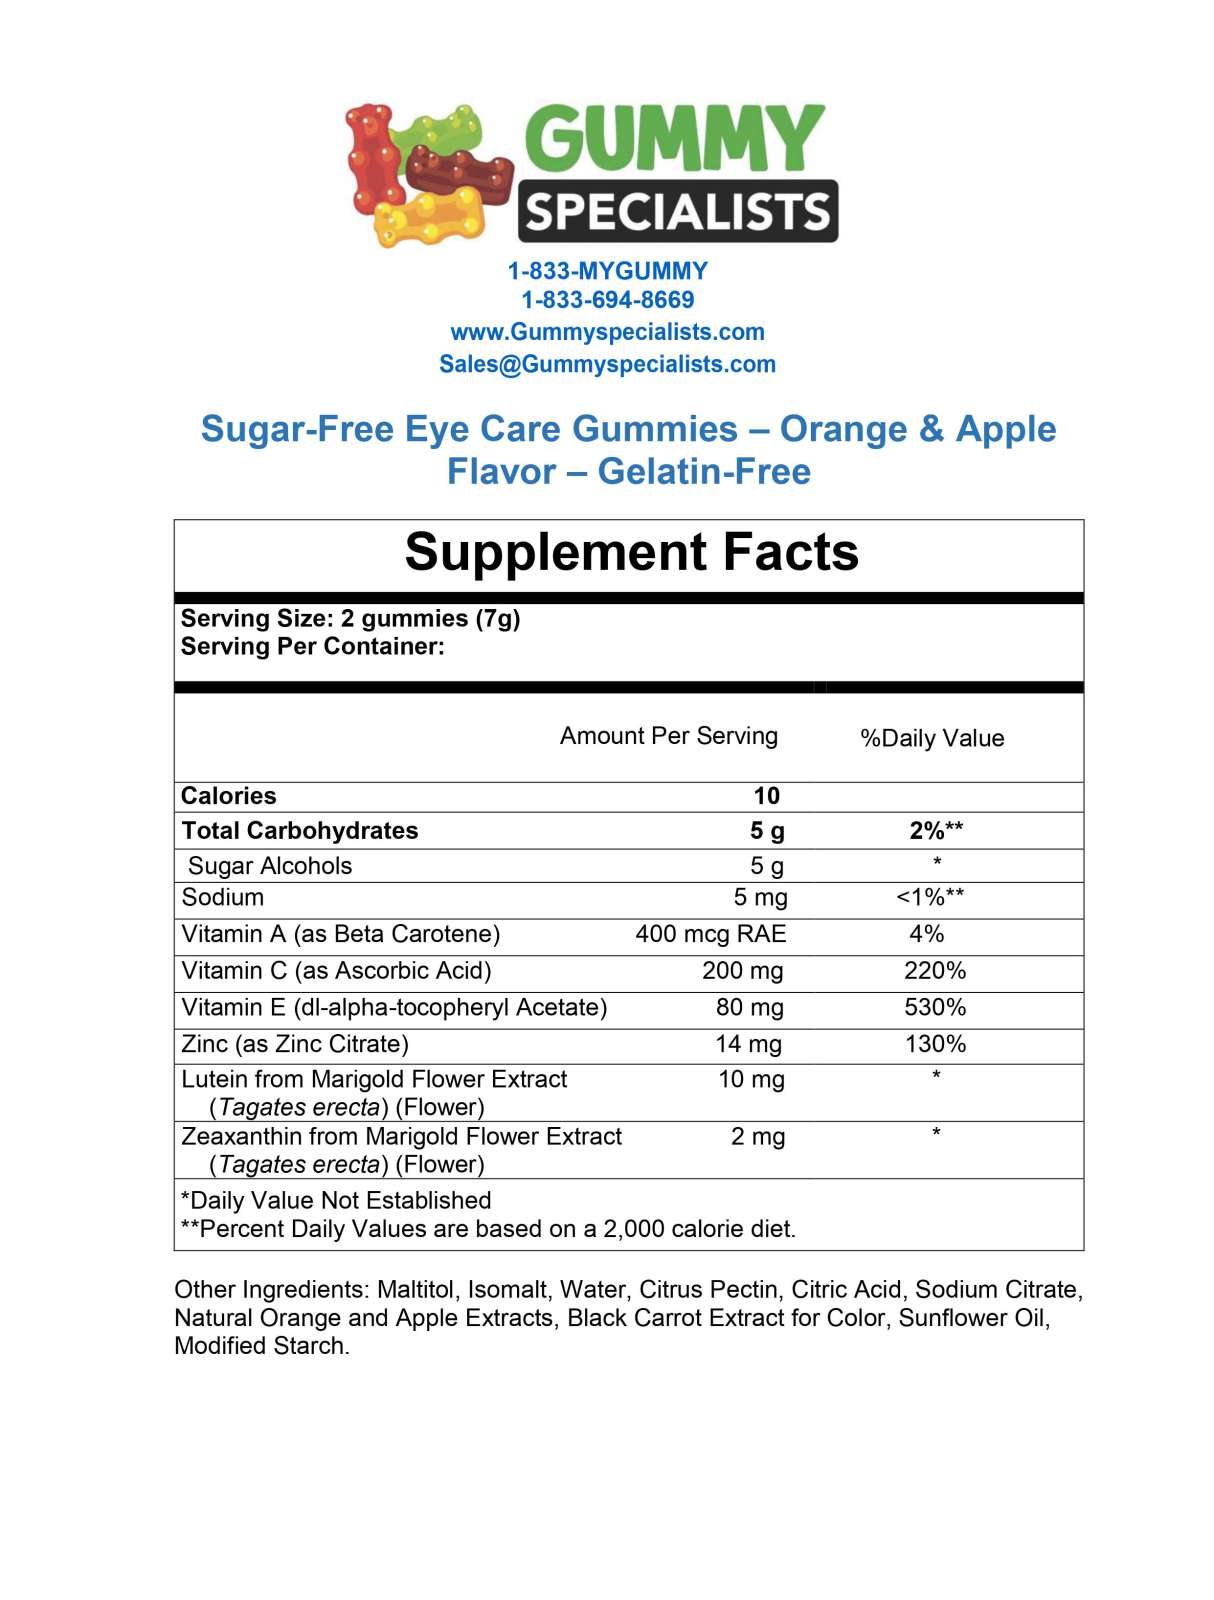 GUMMY
SPECIALISTS
1-833-MYGUMMY
1-833-694-8669
www.Gummyspecialists.com
Sales@Gummyspecialists.com
Sugar-Free Eye Care Gummies – Orange & Apple
Flavor – Gelatin-Free
Supplement Facts
Serving Size: 2 gummies (7g)
Serving Per Container:
Amount Per Serving %Daily Value
Calories 10
Total Carbohydrates 5 g 2%**
Sugar Alcohols 5 g *
Sodium 5 mg <1%**
Vitamin A (as Beta Carotene) 400 mcg RAE 4%
Vitamin C (as Ascorbic Acid) 200 mg 220%
Vitamin E (dl-alpha-tocopheryl Acetate) 80 mg 530%
Zinc (as Zinc Citrate) 14 mg 130%
Lutein from Marigold Flower Extract 10 mg *
(Tagates erecta) (Flower)
Zeaxanthin from Marigold Flower Extract 2 mg *
(Tagates erecta) (Flower)
*Daily Value Not Established
**Percent Daily Values are based on a 2,000 calorie diet.
Other Ingredients: Maltitol, Isomalt, Water, Citrus Pectin, Citric Acid, Sodium Citrate,
Natural Orange and Apple Extracts, Black Carrot Extract for Color, Sunflower Oil,
Modified Starch.